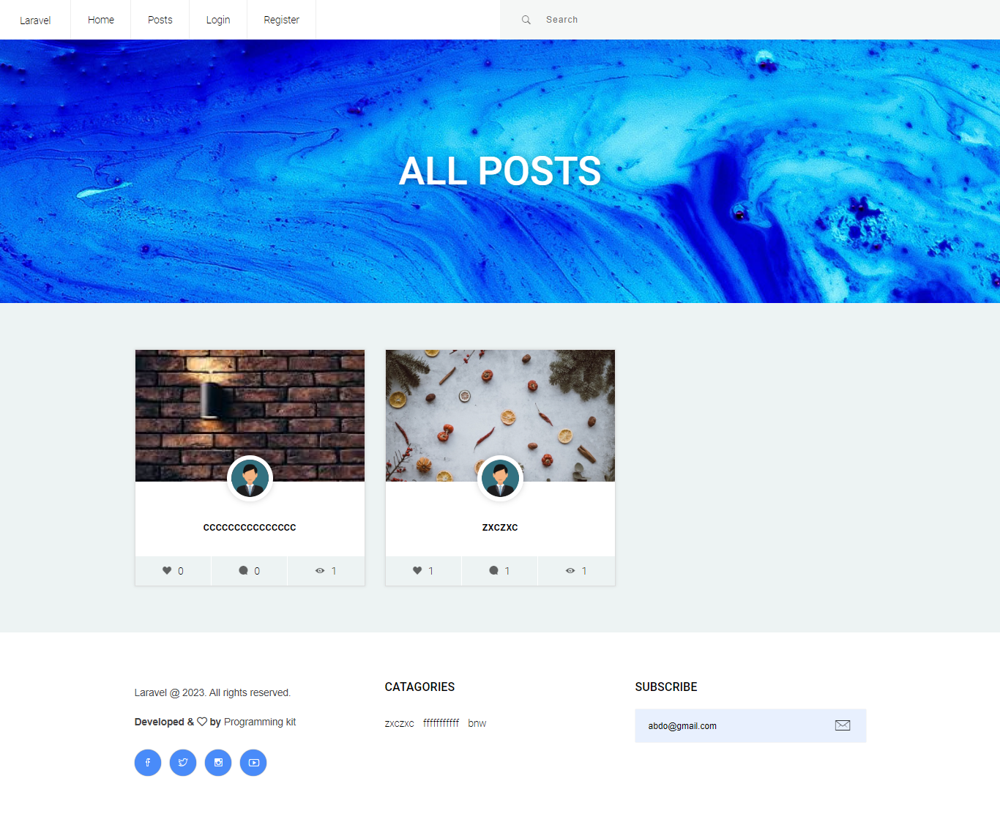 Laravel Home Posts Login Register Search
ALL POSTS
ccccccccccccccc
0 0 1
zxczxc
1 1 1
Laravel @ 2023. All rights reserved.
Developed & by Programming kit
CATAGORIES
zxczxc fffffffffff bnw
SUBSCRIBE
abdo@gmail.com